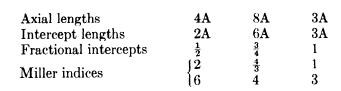 Axial lengths 4A 8A 3A
Intercept lengths 2A 6A 3A
Fractional intercepts 1/2 3/4 1
Miller indices {2 4/3 1
{6 4 3